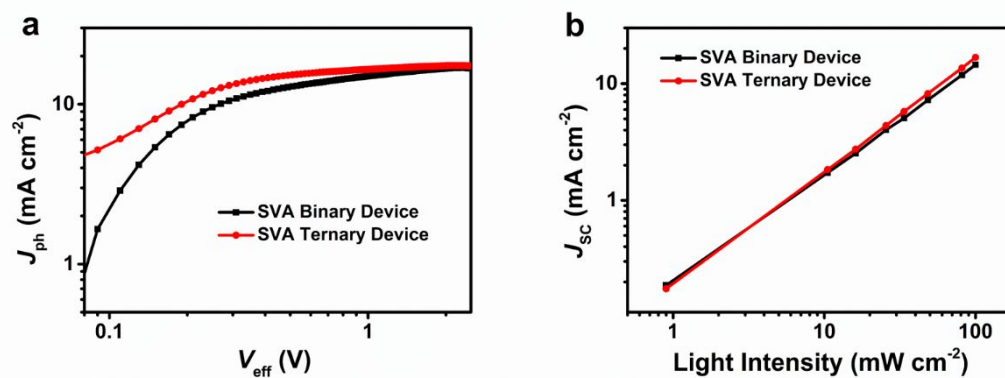 a
J_ph (mA cm⁻²)
10
1
SVA Binary Device
SVA Ternary Device
0.1 1
V_eff (V)
b
J_SC (mA cm⁻²)
10
1
SVA Binary Device
SVA Ternary Device
1 10 100
Light Intensity (mW cm⁻²)